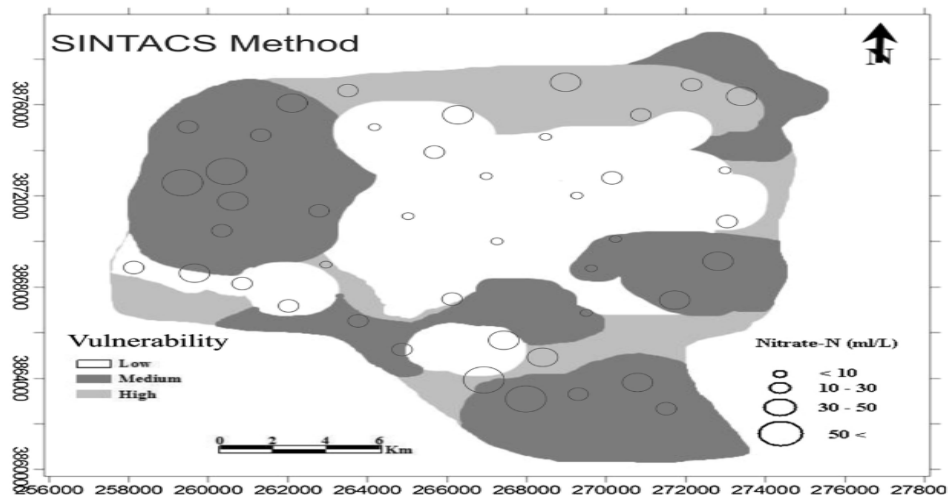 SINTACS Method
N
3876000
3872000
3868000
3864000
3860000
Vulnerability
Low
Medium
High
Nitrate-N (ml/L)
< 10
10 - 30
30 - 50
50 <
0 2 4 6
Km
256000 258000 260000 262000 264000 266000 268000 270000 272000 274000 276000 278000